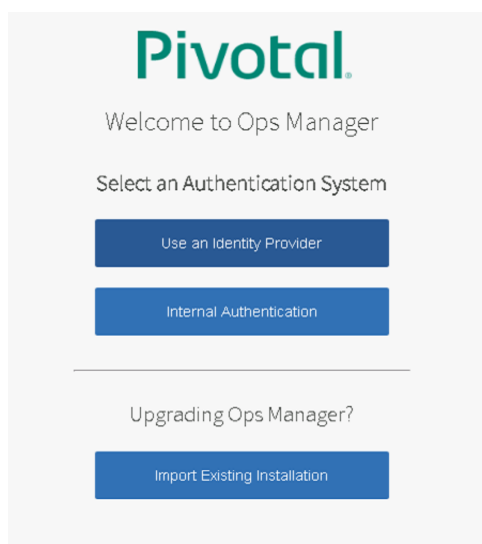 Pivotal.
Welcome to Ops Manager
Select an Authentication System
Use an Identity Provider
Internal Authentication
Upgrading Ops Manager?
Import Existing Installation